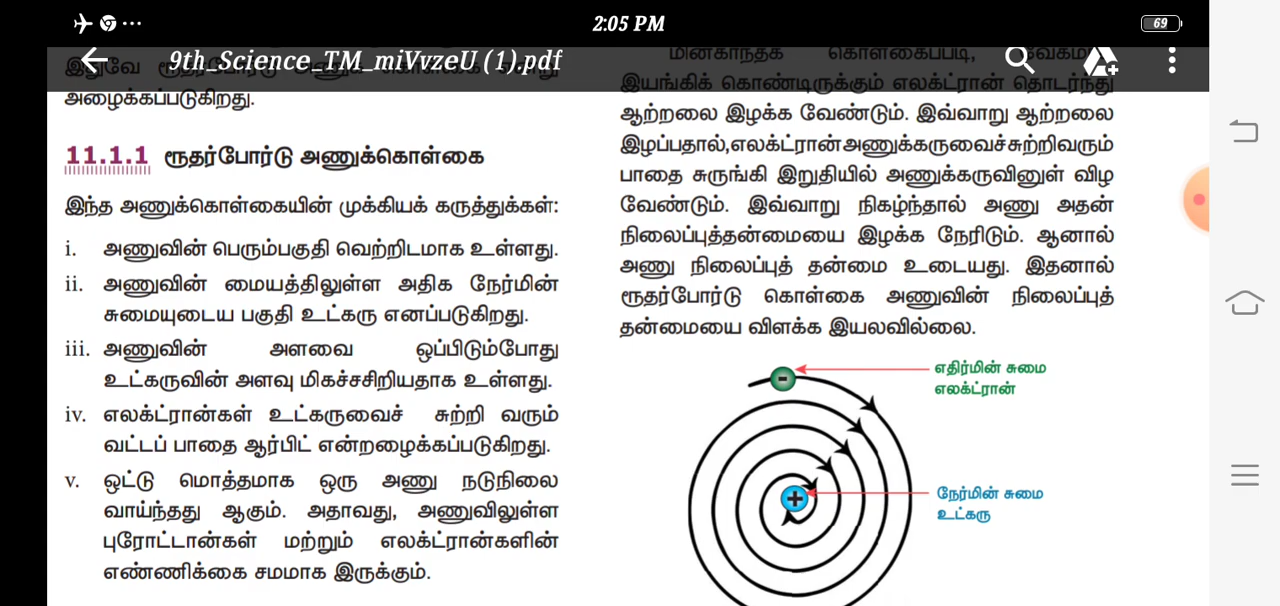 2:05 PM
69
9th_Science_TM_miVvzeU (1).pdf
அழைக்கப்படுகிறது.
11.1.1 ரூதர்போர்டு அணுக்கொள்கை
இந்த அணுக்கொள்கையின் முக்கியக் கருத்துக்கள்:
i. அணுவின் பெரும்பகுதி வெற்றிடமாக உள்ளது.
ii. அணுவின் மையத்திலுள்ள அதிக நேர்மின்
சுமையுடைய பகுதி உட்கரு எனப்படுகிறது.
iii. அணுவின் அளவை ஒப்பிடும்போது
உட்கருவின் அளவு மிகச்சசிறியதாக உள்ளது.
iv. எலக்ட்ரான்கள் உட்கருவைச் சுற்றி வரும்
வட்டப் பாதை ஆர்பிட் என்றழைக்கப்படுகிறது.
v. ஒட்டு மொத்தமாக ஒரு அணு நடுநிலை
வாய்ந்தது ஆகும். அதாவது, அணுவிலுள்ள
புரோட்டான்கள் மற்றும் எலக்ட்ரான்களின்
எண்ணிக்கை சமமாக இருக்கும்.
கொள்கைப்படி,
இயங்கிக் கொண்டிருக்கும் எலக்ட்ரான் தொடர்ந்து
ஆற்றலை இழக்க வேண்டும். இவ்வாறு ஆற்றலை
இழப்பதால்,எலக்ட்ரான் அணுக்கருவைச்சுற்றிவரும்
பாதை சுருங்கி இறுதியில் அணுக்கருவினுள் விழ
வேண்டும். இவ்வாறு நிகழ்ந்தால் அணு அதன்
நிலைப்புத்தன்மையை இழக்க நேரிடும். ஆனால்
அணு நிலைப்புத் தன்மை உடையது. இதனால்
ரூதர்போர்டு கொள்கை அணுவின் நிலைப்புத்
தன்மையை விளக்க இயலவில்லை.
எதிர்மின் சுமை
எலக்ட்ரான்
நேர்மின் சுமை
உட்கரு